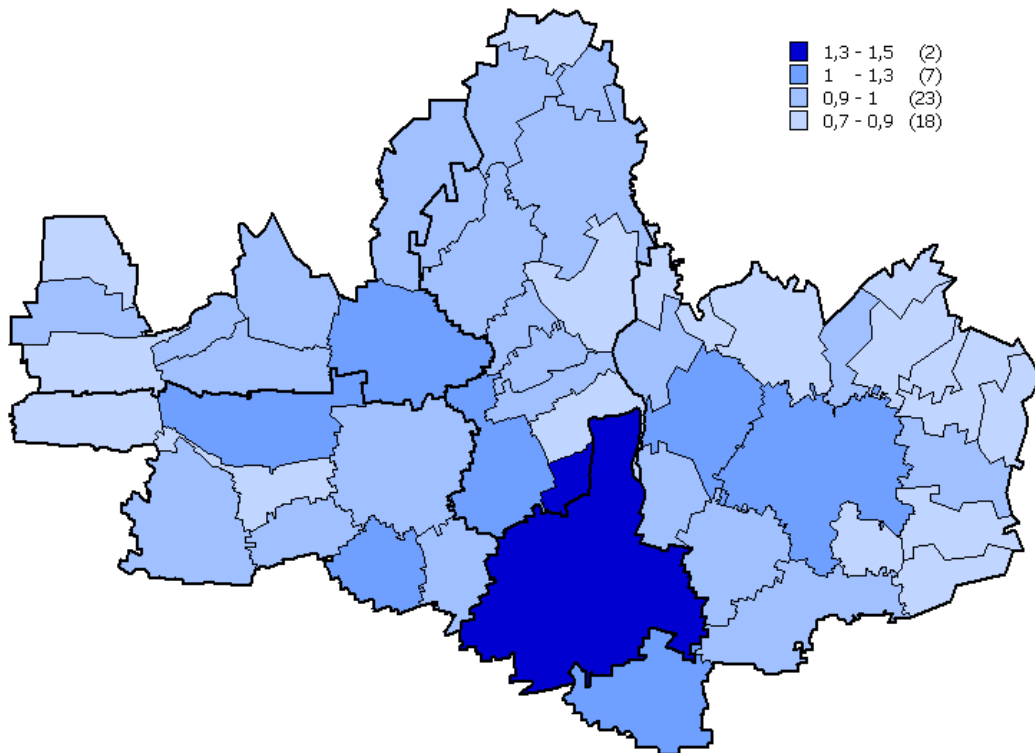 1,3 - 1,5 (2)
1 - 1,3 (7)
0,9 - 1 (23)
0,7 - 0,9 (18)